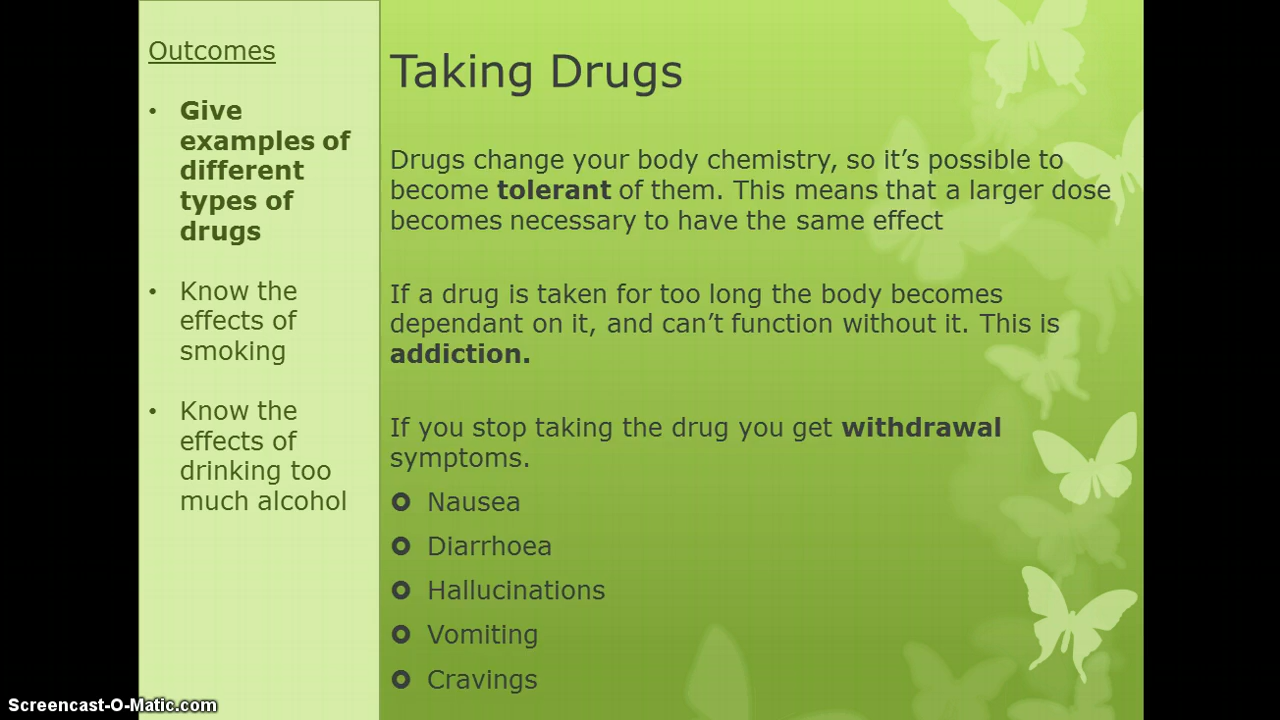 Outcomes
• Give
examples of
different
types of
drugs
• Know the
effects of
smoking
• Know the
effects of
drinking too
much alcohol
Taking Drugs
Drugs change your body chemistry, so it’s possible to
become tolerant of them. This means that a larger dose
becomes necessary to have the same effect
If a drug is taken for too long the body becomes
dependant on it, and can’t function without it. This is
addiction.
If you stop taking the drug you get withdrawal
symptoms.
Nausea
Diarrhoea
Hallucinations
Vomiting
Cravings
Screencast-O-Matic.com